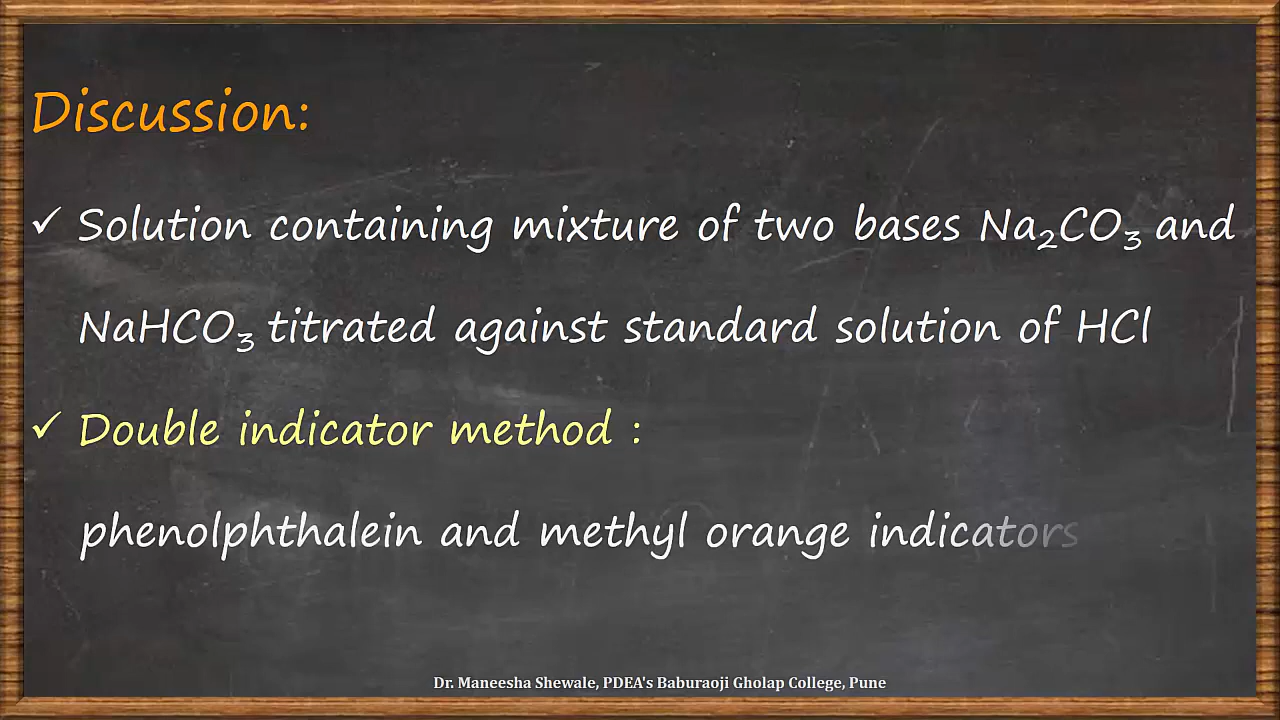 Discussion:
✓ Solution containing mixture of two bases Na₂CO₃ and
NaHCO₃ titrated against standard solution of HCl
✓ Double indicator method :
phenolphthalein and methyl orange indicators
Dr. Maneesha Shewale, PDEA's Baburaoji Gholap College, Pune